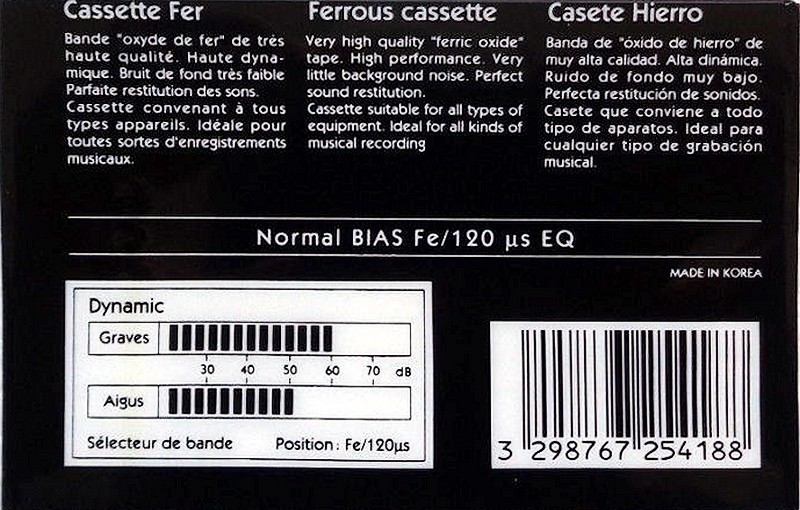 Cassette Fer
Bande "oxyde de fer" de très
haute qualité. Haute dyna-
mique. Bruit de fond très faible
Parfaite restitution des sons.
Cassette convenant à tous
types appareils. Idéale pour
toutes sortes d'enregistrements
musicaux.
Ferrous cassette
Very high quality "ferric oxide"
tape. High performance. Very
little background noise. Perfect
sound restitution.
Cassette suitable for all types of
equipment. Ideal for all kinds of
musical recording
Casete Hierro
Banda de "óxido de hierro" de
muy alta calidad. Alta dinámica.
Ruido de fondo muy bajo.
Perfecta restitución de sonidos.
Casete que conviene a todo
tipo de aparatos. Ideal para
cualquier tipo de grabación
musical.
Normal BIAS Fe/120 µs EQ
MADE IN KOREA
Dynamic
Graves
30 40 50 60 70 dB
Aigus
Sélecteur de bande Position: Fe/120µs
3 298767 254188